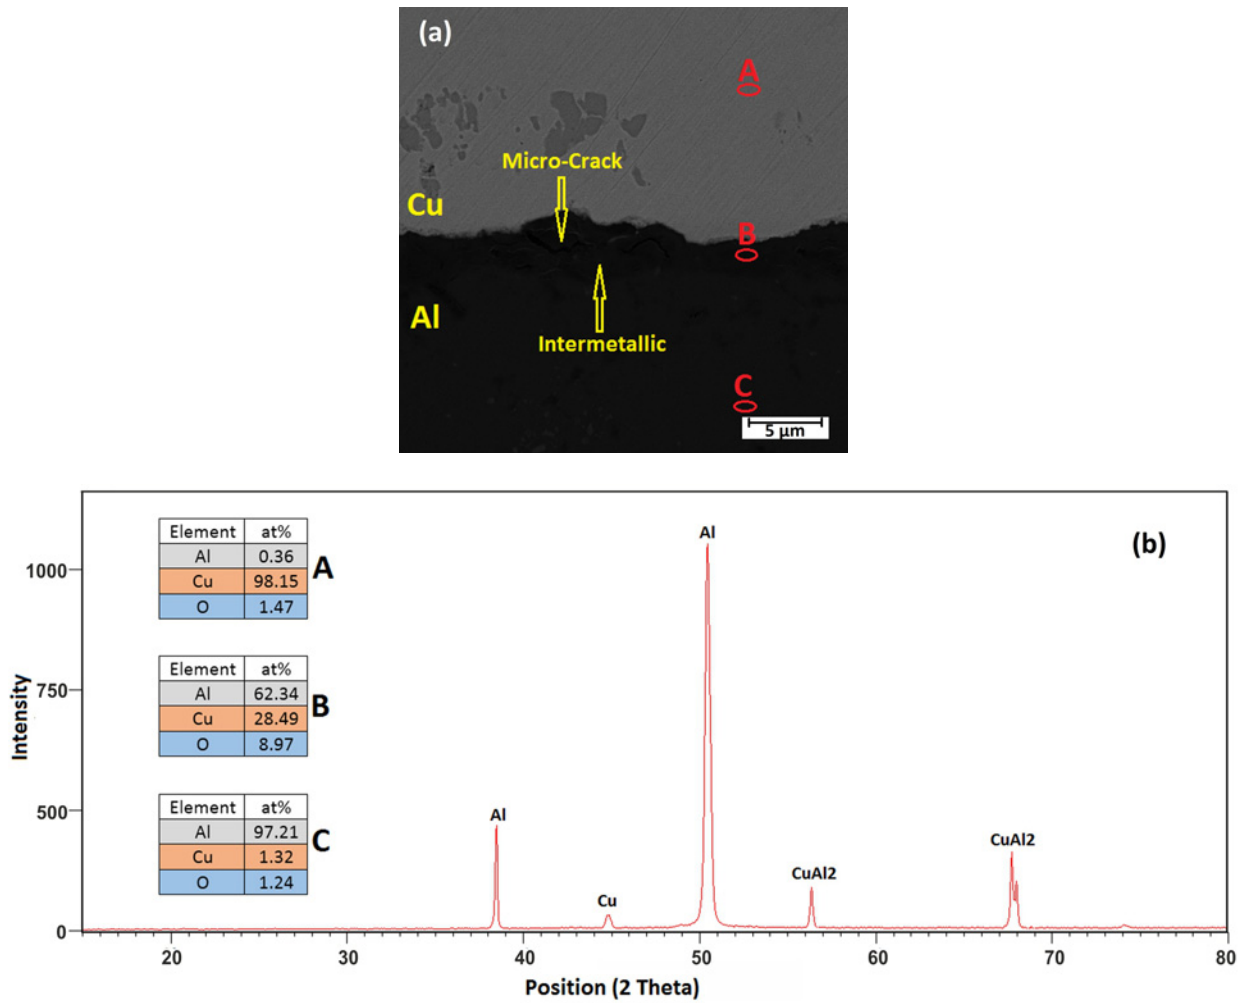 (a)
A
Micro-Crack
Cu
B
Al
Intermetallic
C
5 µm
(b)
Element at%
Al 0.36
Cu 98.15
O 1.47
A
Element at%
Al 62.34
Cu 28.49
O 8.97
B
Element at%
Al 97.21
Cu 1.32
O 1.24
C
Al
Cu
Al
CuAl2
CuAl2
Intensity
1000
750
500
250
0
20 30 40 50 60 70 80
Position (2 Theta)